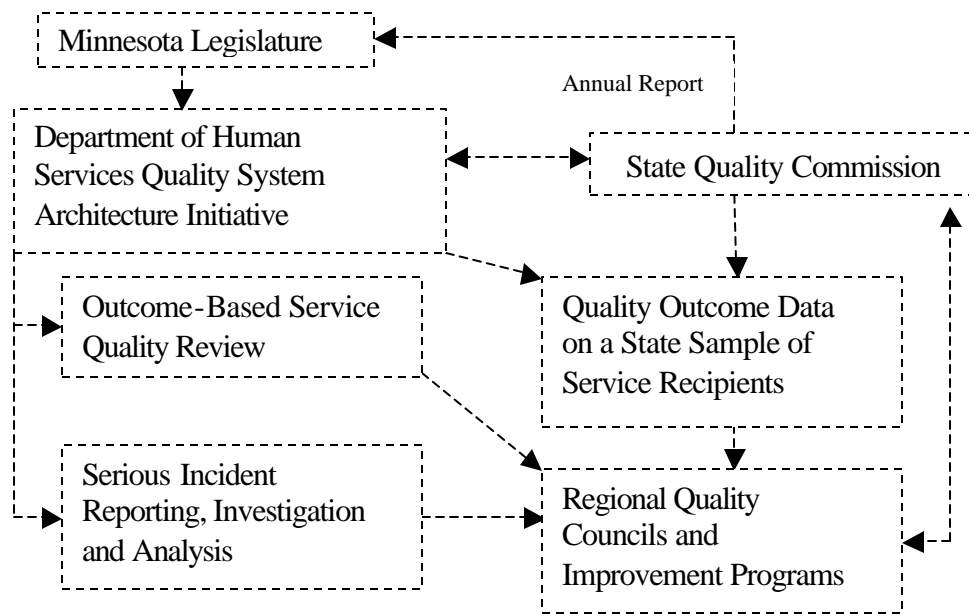 Minnesota Legislature
Annual Report
Department of Human
Services Quality System
Architecture Initiative
State Quality Commission
Outcome-Based Service
Quality Review
Quality Outcome Data
on a State Sample of
Service Recipients
Serious Incident
Reporting, Investigation
and Analysis
Regional Quality
Councils and
Improvement Programs